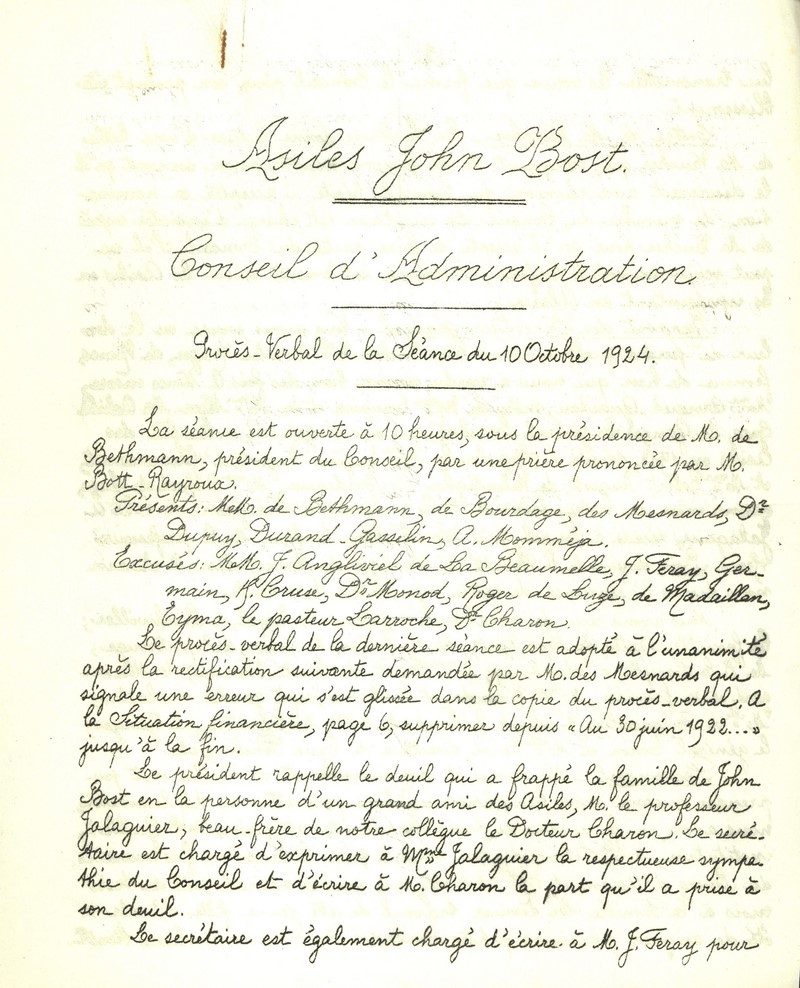 Asiles John Bost.
Conseil d'Administration.
Procès-Verbal de la Séance du 10 Octobre 1924.
La séance est ouverte à 10 heures, sous la présidence de M. de
Bethmann, président du Conseil, par une prière prononcée par M.
Bott-Rayroux.
Présents: MM. de Bethmann, de Bourdage, des Mesnards, Dr
Dupuy, Durand-Gasselin, A. Momméja.
Excusés: MM. J. Angliviel de La Beaumelle, J. Feray, Ger-
main, H. Cruse, Dr Monod, Roger de Luze, de Madaillan,
Eyma, le pasteur Larroche, Dr Charon.
Le procès-verbal de la dernière séance est adopté à l'unanimité
après la rectification suivante demandée par M. des Mesnards qui
signale une erreur qui s'est glissée dans la copie du procès-verbal. A
la Situation financière, page 6, supprimer depuis « Au 30 juin 1922... »
jusqu'à la fin.
Le président rappelle le deuil qui a frappé la famille de John
Bost en la personne d'un grand ami des Asiles, M. le professeur
Jalaguier, beau-frère de notre collègue le Docteur Charon. Le secré-
taire est chargé d'exprimer à Mme Jalaguier la respectueuse sympa-
thie du Conseil et d'écrire à M. Charon la part qu'il a prise à
son deuil.
Le secrétaire est également chargé d'écrire à M. J. Feray pour